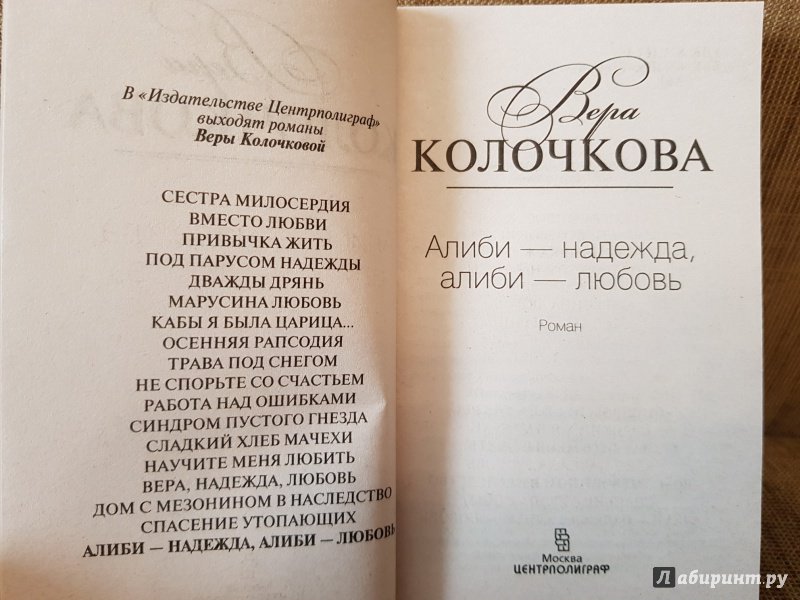 В «Издательстве Центрполиграф»
выходят романы
Веры Колочковой
СЕСТРА МИЛОСЕРДИЯ
ВМЕСТО ЛЮБВИ
ПРИВЫЧКА ЖИТЬ
ПОД ПАРУСОМ НАДЕЖДЫ
ДВАЖДЫ ДРЯНЬ
МАРУСИНА ЛЮБОВЬ
КАБЫ Я БЫЛА ЦАРИЦА...
ОСЕННЯЯ РАПСОДИЯ
ТРАВА ПОД СНЕГОМ
НЕ СПОРЬТЕ СО СЧАСТЬЕМ
РАБОТА НАД ОШИБКАМИ
СИНДРОМ ПУСТОГО ГНЕЗДА
СЛАДКИЙ ХЛЕБ МАЧЕХИ
НАУЧИТЕ МЕНЯ ЛЮБИТЬ
ВЕРА, НАДЕЖДА, ЛЮБОВЬ
ДОМ С МЕЗОНИНОМ В НАСЛЕДСТВО
СПАСЕНИЕ УТОПАЮЩИХ
АЛИБИ — НАДЕЖДА, АЛИБИ — ЛЮБОВЬ
Вера
КОЛОЧКОВА
Алиби — надежда,
алиби — любовь
Роман
Москва
ЦЕНТРПОЛИГРАФ
Лабиринт.ру